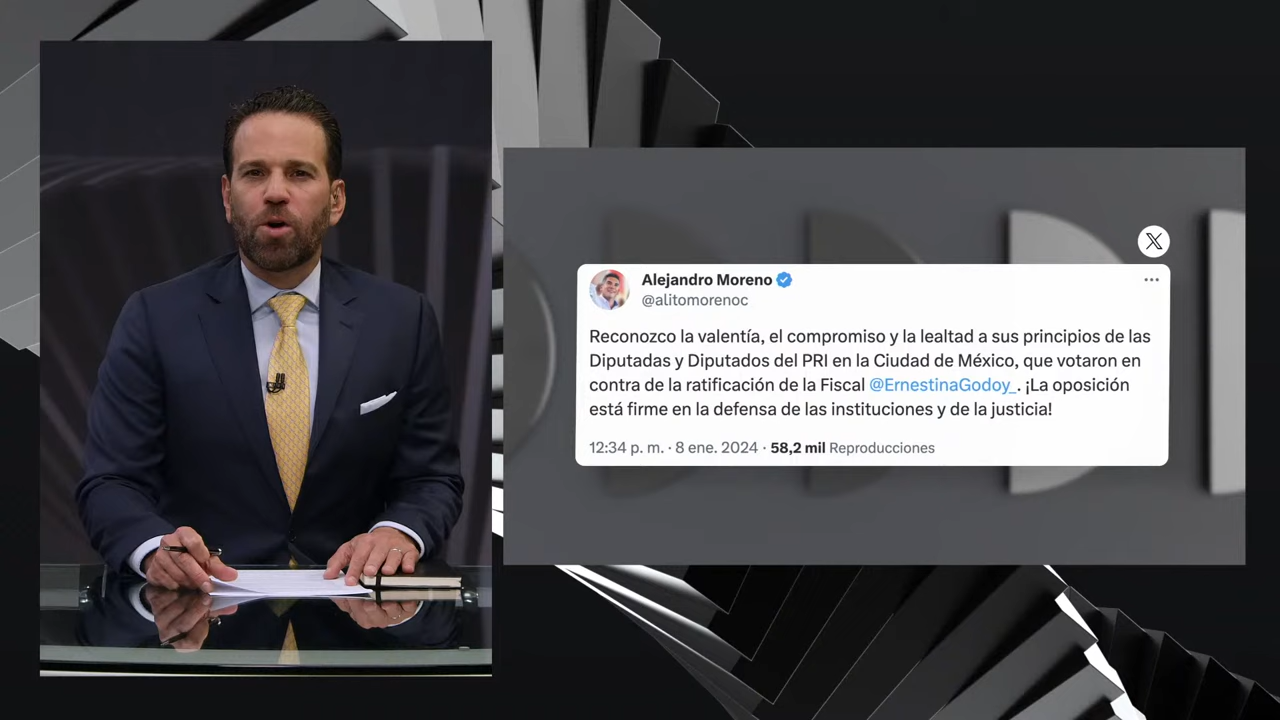 Alejandro Moreno
@alitomorenoc
Reconozco la valentía, el compromiso y la lealtad a sus principios de las
Diputadas y Diputados del PRI en la Ciudad de México, que votaron en
contra de la ratificación de la Fiscal @ErnestinaGodoy_. ¡La oposición
está firme en la defensa de las instituciones y de la justicia!
12:34 p. m. · 8 ene. 2024 · 58,2 mil Reproducciones